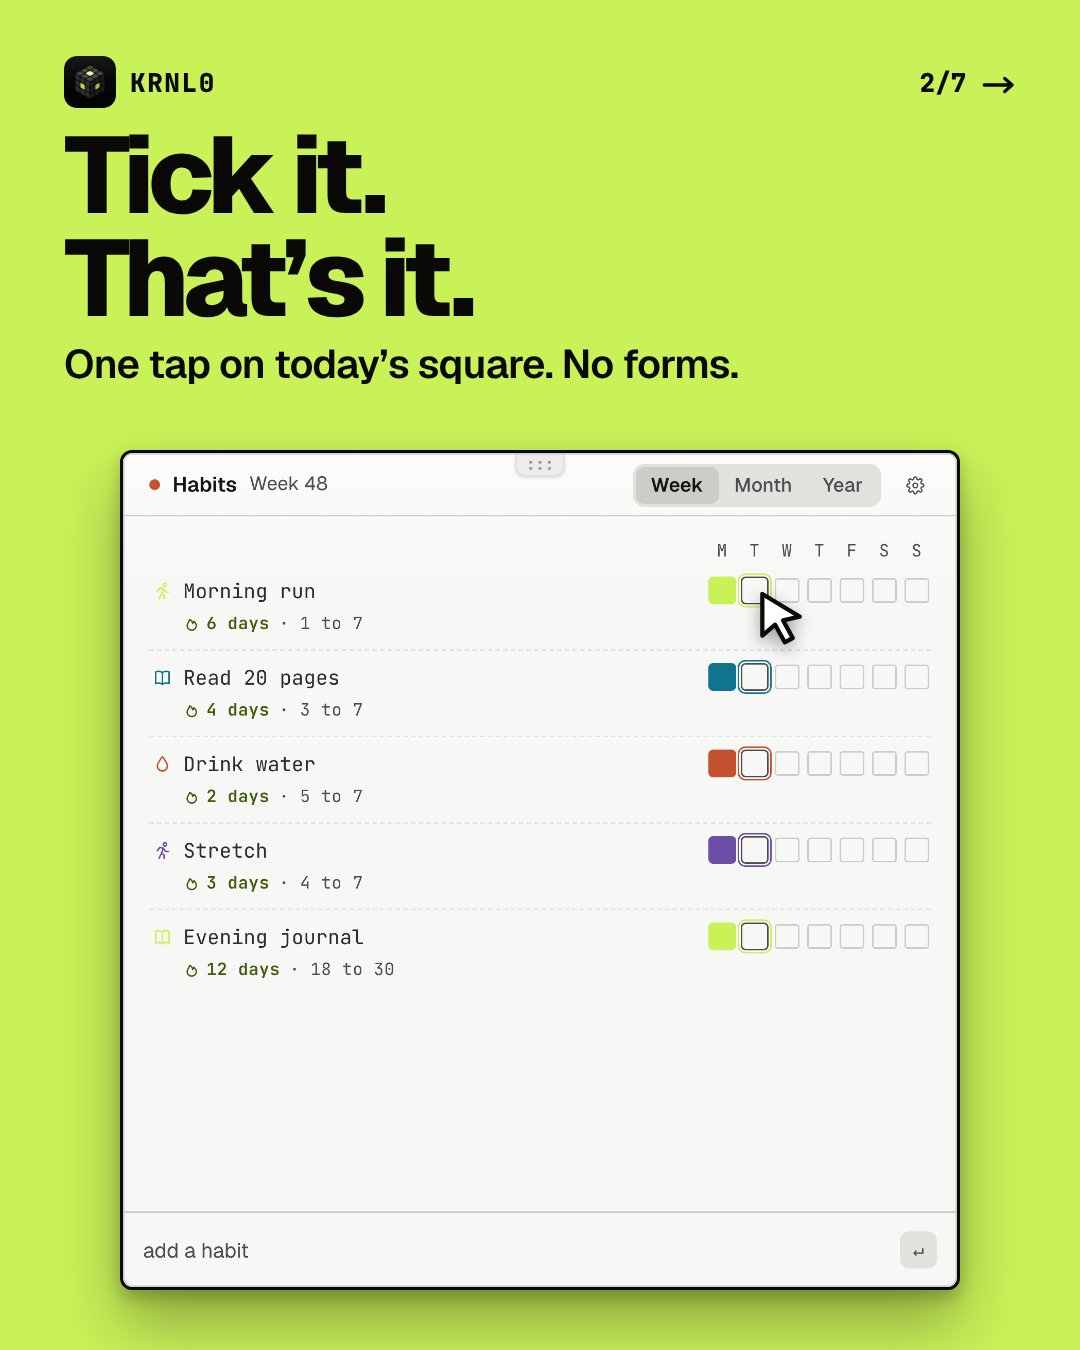 KRNL0
2/7 →
Tick it.
That’s it.
One tap on today’s square. No forms.
Habits Week 48
Week Month Year
M T W T F S S
Morning run
6 days · 1 to 7
Read 20 pages
4 days · 3 to 7
Drink water
2 days · 5 to 7
Stretch
3 days · 4 to 7
Evening journal
12 days · 18 to 30
add a habit
↵